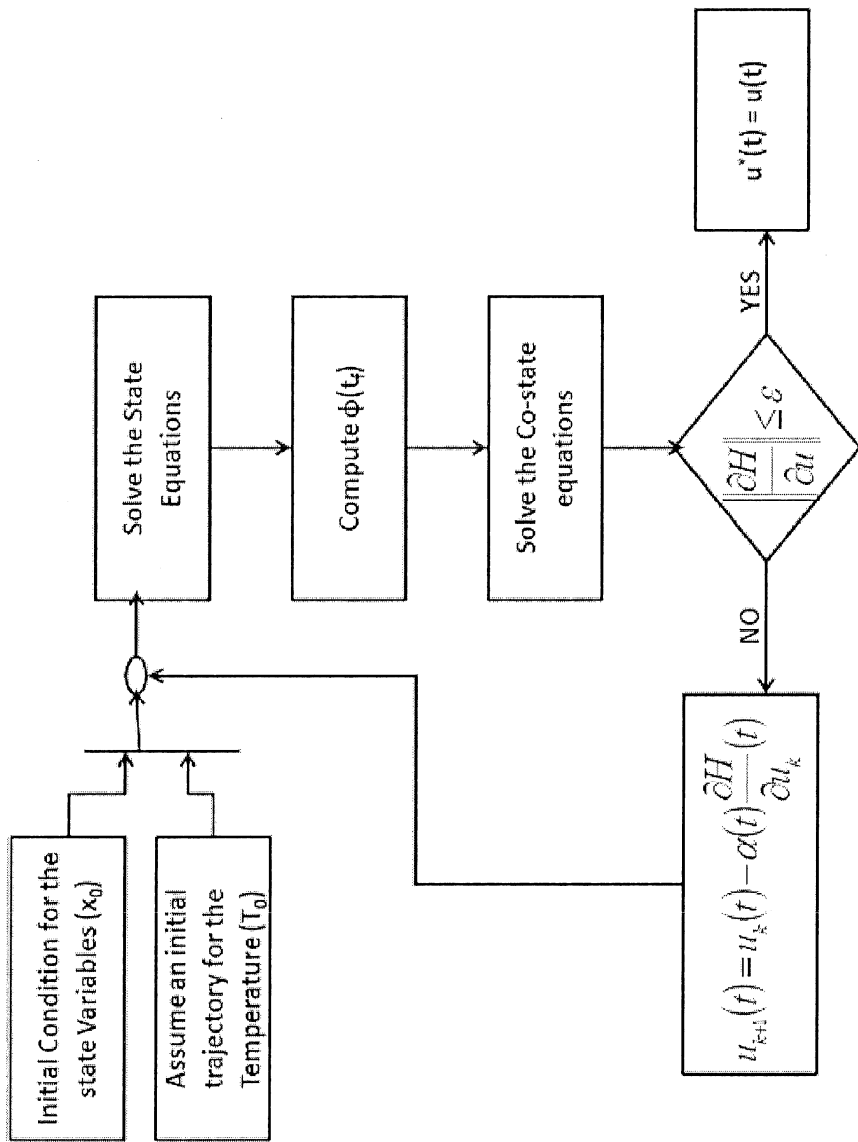 Initial Condition for the
state Variables (x₀)
Assume an initial
trajectory for the
Temperature (T₀)
Solve the State
Equations
Compute ϕ(t_f)
Solve the Co-state
equations
‖∂H/∂u‖ ≤ ε
YES
u*(t) = u(t)
NO
u_{k+1}(t) = u_k(t) − α(t) ∂H/∂u_k (t)